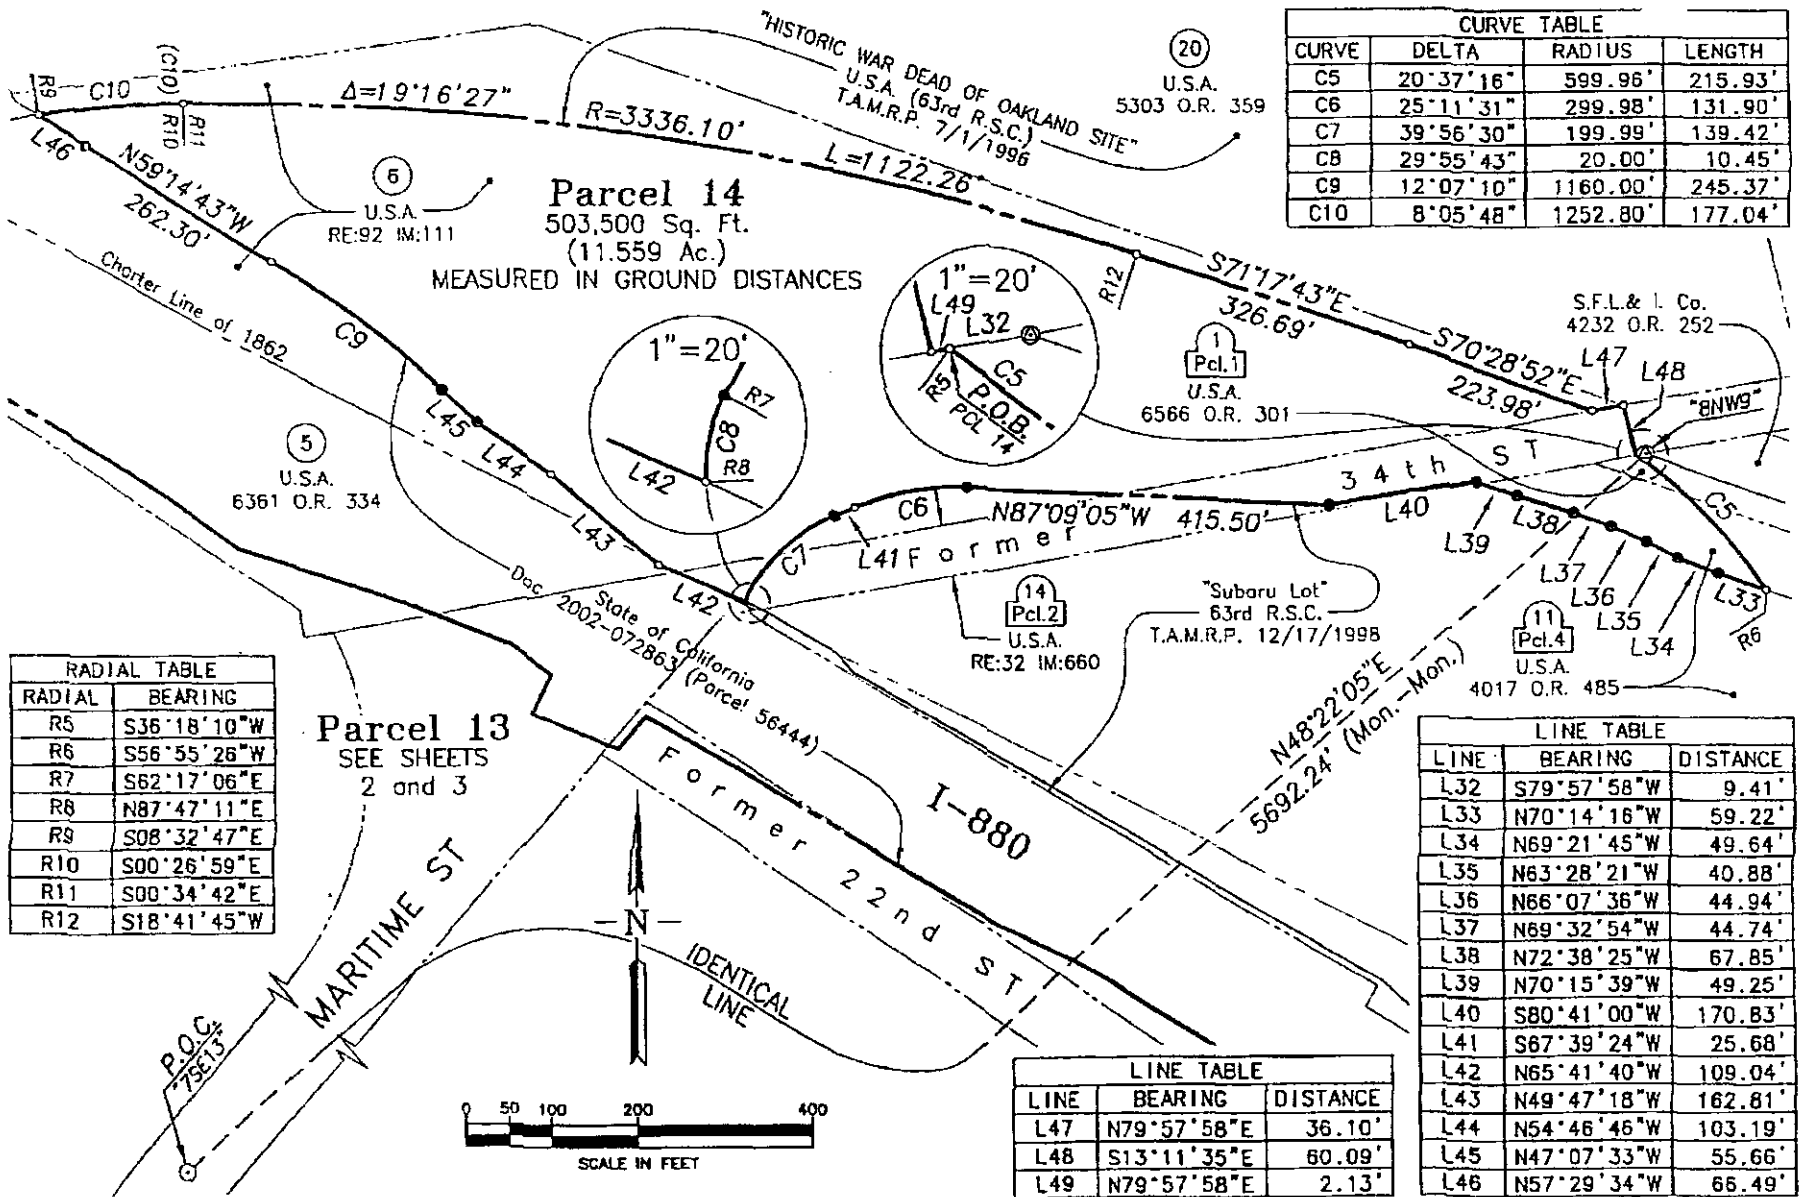 "HISTORIC WAR DEAD OF OAKLAND SITE"
U.S.A. (63rd R.S.C.)
T.A.M.R.P. 7/1/1996
20
U.S.A.
5303 O.R. 359
CURVE TABLE
CURVE DELTA RADIUS LENGTH
C5 20°37'16" 599.96' 215.93'
C6 25°11'31" 299.98' 131.90'
C7 39°56'30" 199.99' 139.42'
C8 29°55'43" 20.00' 10.45'
C9 12°07'10" 1160.00' 245.37'
C10 8°05'48" 1252.80' 177.04'
R9
C10
(C10)
R10
R11
Δ=19°16'27"
R=3336.10'
L=1122.26'
L46
N59°14'43"W
262.30'
6
U.S.A.
RE:92 IM:111
Parcel 14
503,500 Sq. Ft.
(11.559 Ac.)
MEASURED IN GROUND DISTANCES
R12
S71°17'43"E
326.69'
S70°28'52"E
223.98'
S.F.L.& I. Co.
4232 O.R. 252
L47
L48
"8NW9"
Charter Line of 1862
C9
1"=20'
R7
C8
R8
L42
1"=20'
L49
L32
C5
R5
P.O.B.
PCL 14
1
Pcl.1
U.S.A.
6566 O.R. 301
L45
L44
L43
L42
5
U.S.A.
6361 O.R. 334
C7
L41
C6
N87°09'05"W 415.50'
Former 34th ST
L40
L39
L38
L37
L36
L35
L34
L33
C5
R6
14
Pcl.2
U.S.A.
RE:32 IM:660
"Subaru Lot"
63rd R.S.C.
T.A.M.R.P. 12/17/1998
11
Pcl.4
U.S.A.
4017 O.R. 485
State of California
Doc. 2002-072863 (Parcel 56444)
N48°22'05"E
5692.24' (Mon.-Mon.)
RADIAL TABLE
RADIAL BEARING
R5 S36°18'10"W
R6 S56°55'26"W
R7 S62°17'06"E
R8 N87°47'11"E
R9 S08°32'47"E
R10 S00°26'59"E
R11 S00°34'42"E
R12 S18°41'45"W
Parcel 13
SEE SHEETS
2 and 3
Former 22nd ST
I-880
MARITIME ST
N
IDENTICAL
LINE
P.O.C.
"7SE13"
0 50 100 200 400
SCALE IN FEET
LINE TABLE
LINE BEARING DISTANCE
L47 N79°57'58"E 36.10'
L48 S13°11'35"E 60.09'
L49 N79°57'58"E 2.13'
LINE TABLE
LINE BEARING DISTANCE
L32 S79°57'58"W 9.41'
L33 N70°14'16"W 59.22'
L34 N69°21'45"W 49.64'
L35 N63°28'21"W 40.88'
L36 N66°07'36"W 44.94'
L37 N69°32'54"W 44.74'
L38 N72°38'25"W 67.85'
L39 N70°15'39"W 49.25'
L40 S80°41'00"W 170.83'
L41 S67°39'24"W 25.68'
L42 N65°41'40"W 109.04'
L43 N49°47'18"W 162.81'
L44 N54°46'46"W 103.19'
L45 N47°07'33"W 55.66'
L46 N57°29'34"W 66.49'